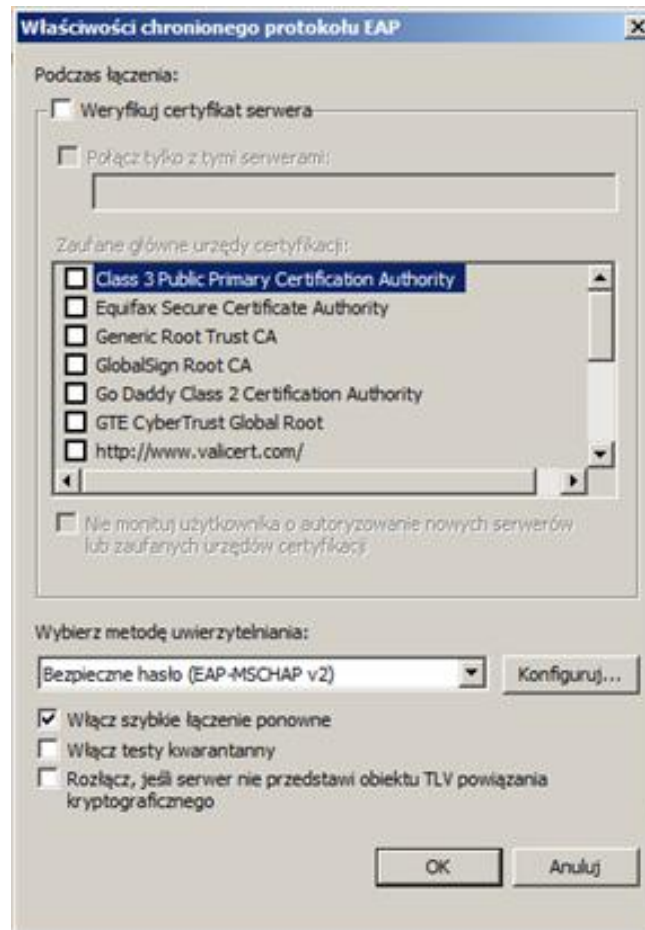 Właściwości chronionego protokołu EAP
Podczas łączenia:
Weryfikuj certyfikat serwera
Połącz tylko z tymi serwerami:
Zaufane główne urzędy certyfikacji:
Class 3 Public Primary Certification Authority
Equifax Secure Certificate Authority
Generic Root Trust CA
GlobalSign Root CA
Go Daddy Class 2 Certification Authority
GTE CyberTrust Global Root
http://www.valicert.com/
Nie monituj użytkownika o autoryzowanie nowych serwerów
lub zaufanych urzędów certyfikacji
Wybierz metodę uwierzytelniania:
Bezpieczne hasło (EAP-MSCHAP v2)
Konfiguruj...
Włącz szybkie łączenie ponowne
Włącz testy kwarantanny
Rozłącz, jeśli serwer nie przedstawi obiektu TLV powiązania
kryptograficznego
OK
Anuluj